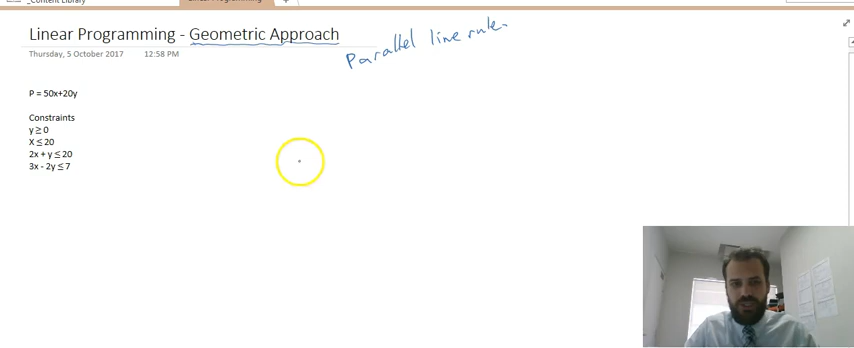 _Content Library
Linear Programming
+
Linear Programming - Geometric Approach
Parallel line rule.
Thursday, 5 October 2017 12:58 PM
P = 50x+20y
Constraints
y ≥ 0
X ≤ 20
2x + y ≤ 20
3x - 2y ≤ 7